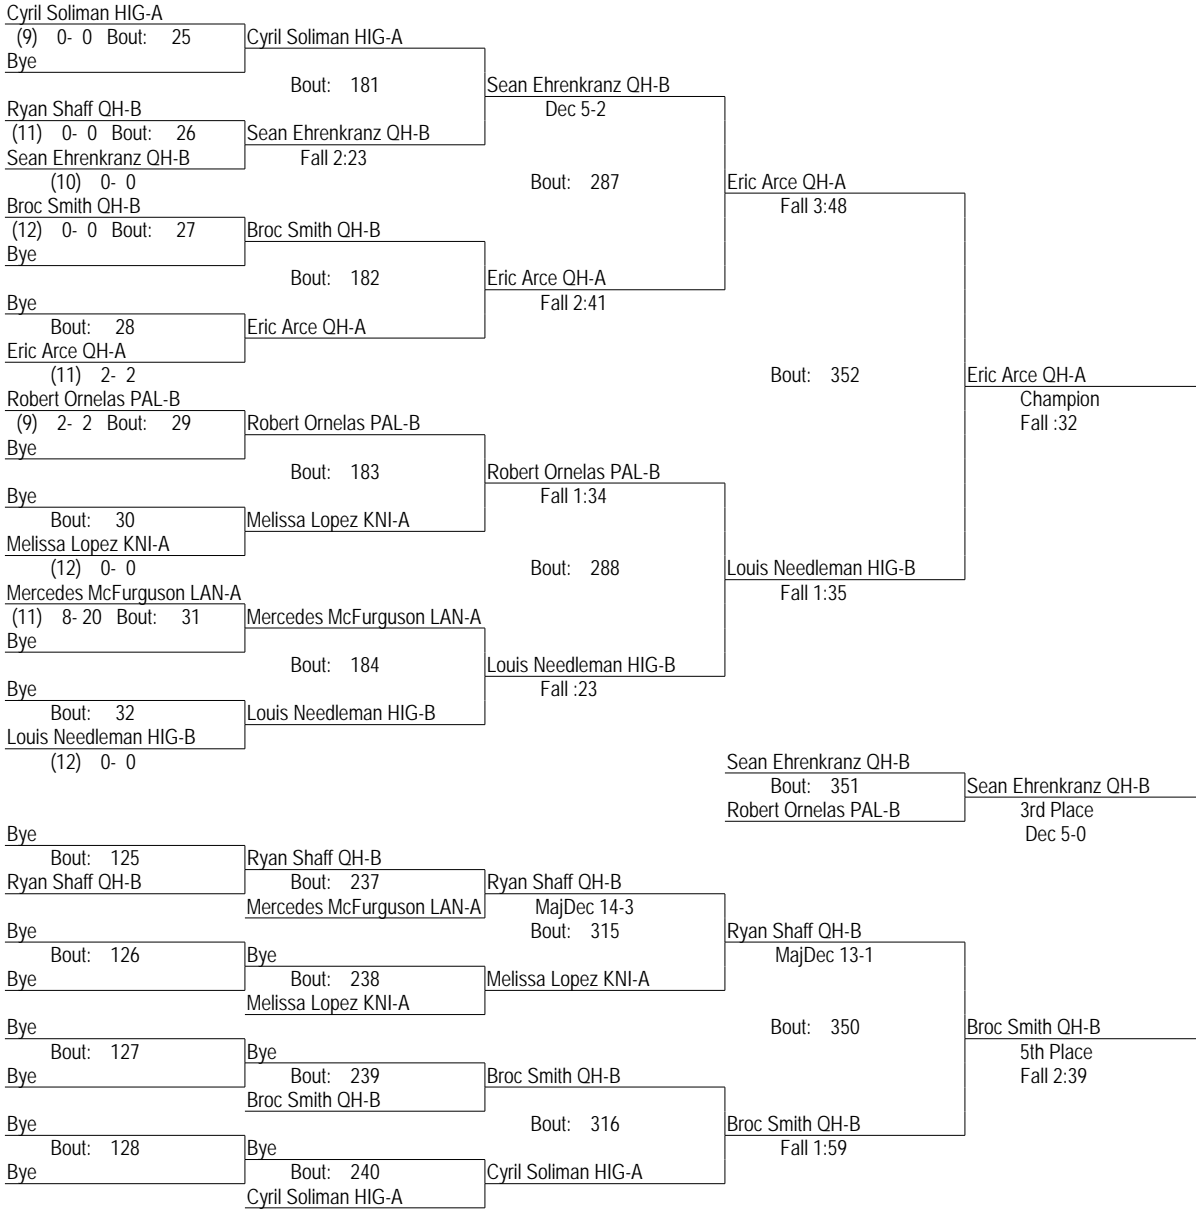 Cyril Soliman HIG-A
(9) 0- 0 Bout: 25
Cyril Soliman HIG-A
Bye
Bout: 181
Sean Ehrenkranz QH-B
Ryan Shaff QH-B
Dec 5-2
(11) 0- 0 Bout: 26
Sean Ehrenkranz QH-B
Sean Ehrenkranz QH-B
Fall 2:23
(10) 0- 0
Bout: 287
Eric Arce QH-A
Broc Smith QH-B
Fall 3:48
(12) 0- 0 Bout: 27
Broc Smith QH-B
Bye
Bout: 182
Eric Arce QH-A
Bye
Fall 2:41
Bout: 28
Eric Arce QH-A
Eric Arce QH-A
(11) 2- 2
Bout: 352
Eric Arce QH-A
Robert Ornelas PAL-B
Champion
(9) 2- 2 Bout: 29
Robert Ornelas PAL-B
Fall :32
Bye
Bout: 183
Robert Ornelas PAL-B
Bye
Fall 1:34
Bout: 30
Melissa Lopez KNI-A
Melissa Lopez KNI-A
(12) 0- 0
Bout: 288
Louis Needleman HIG-B
Mercedes McFurguson LAN-A
Fall 1:35
(11) 8- 20 Bout: 31
Mercedes McFurguson LAN-A
Bye
Bout: 184
Louis Needleman HIG-B
Bye
Fall :23
Bout: 32
Louis Needleman HIG-B
Louis Needleman HIG-B
(12) 0- 0
Sean Ehrenkranz QH-B
Bout: 351
Sean Ehrenkranz QH-B
Robert Ornelas PAL-B
3rd Place
Dec 5-0
Bye
Bout: 125
Ryan Shaff QH-B
Ryan Shaff QH-B
Bout: 237
Ryan Shaff QH-B
Mercedes McFurguson LAN-A
MajDec 14-3
Bye
Bout: 315
Ryan Shaff QH-B
Bout: 126
Bye
MajDec 13-1
Bye
Bout: 238
Melissa Lopez KNI-A
Melissa Lopez KNI-A
Bye
Bout: 350
Broc Smith QH-B
Bout: 127
Bye
5th Place
Bye
Bout: 239
Broc Smith QH-B
Fall 2:39
Broc Smith QH-B
Bye
Bout: 316
Broc Smith QH-B
Bout: 128
Bye
Fall 1:59
Bye
Bout: 240
Cyril Soliman HIG-A
Cyril Soliman HIG-A